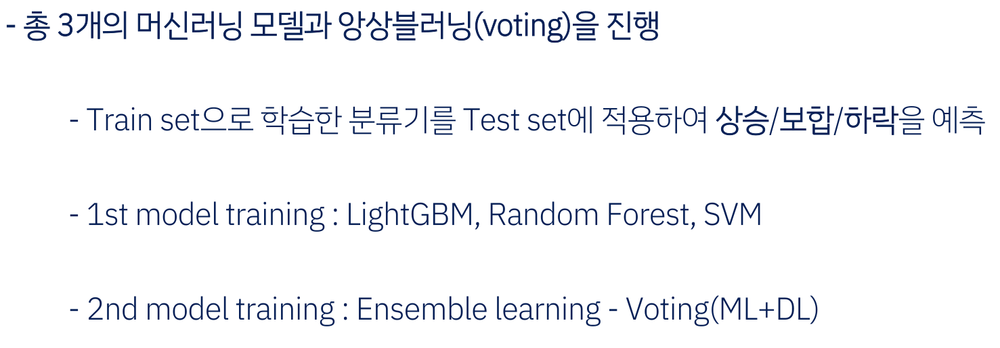 - 총 3개의 머신러닝 모델과 앙상블러닝(voting)을 진행
- Train set으로 학습한 분류기를 Test set에 적용하여 상승/보합/하락을 예측
- 1st model training : LightGBM, Random Forest, SVM
- 2nd model training : Ensemble learning - Voting(ML+DL)